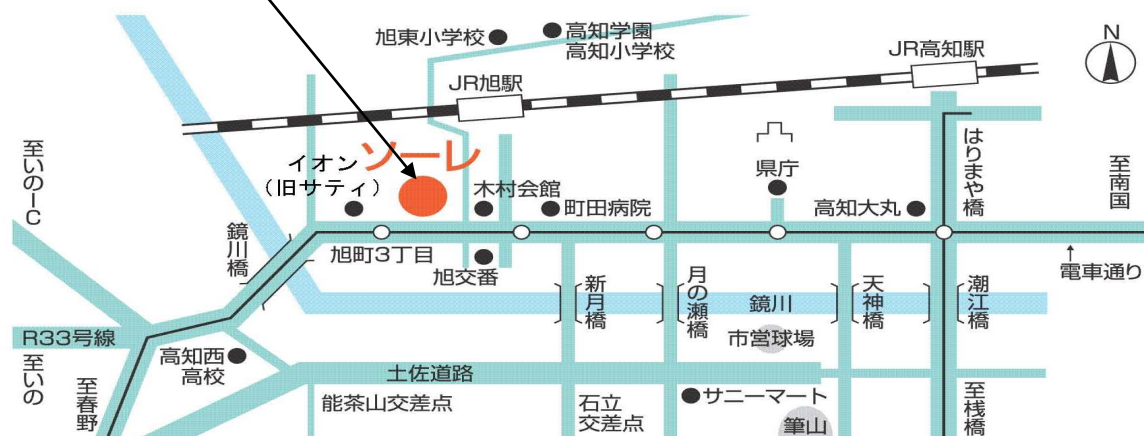 旭東小学校
高知学園
高知小学校
JR旭駅
JR高知駅
N
至いのIC
イオン
(旧サティ)
ソーレ
木村会館
町田病院
県庁
高知大丸
はりまや橋
至南国
鏡川橋
旭町3丁目
旭交番
新月橋
月の瀬橋
鏡川
天神橋
潮江橋
電車通り
市営球場
R33号線
至いの
至春野
高知西
高校
土佐道路
能茶山交差点
石立
交差点
サニーマート
筆山
至桟橋